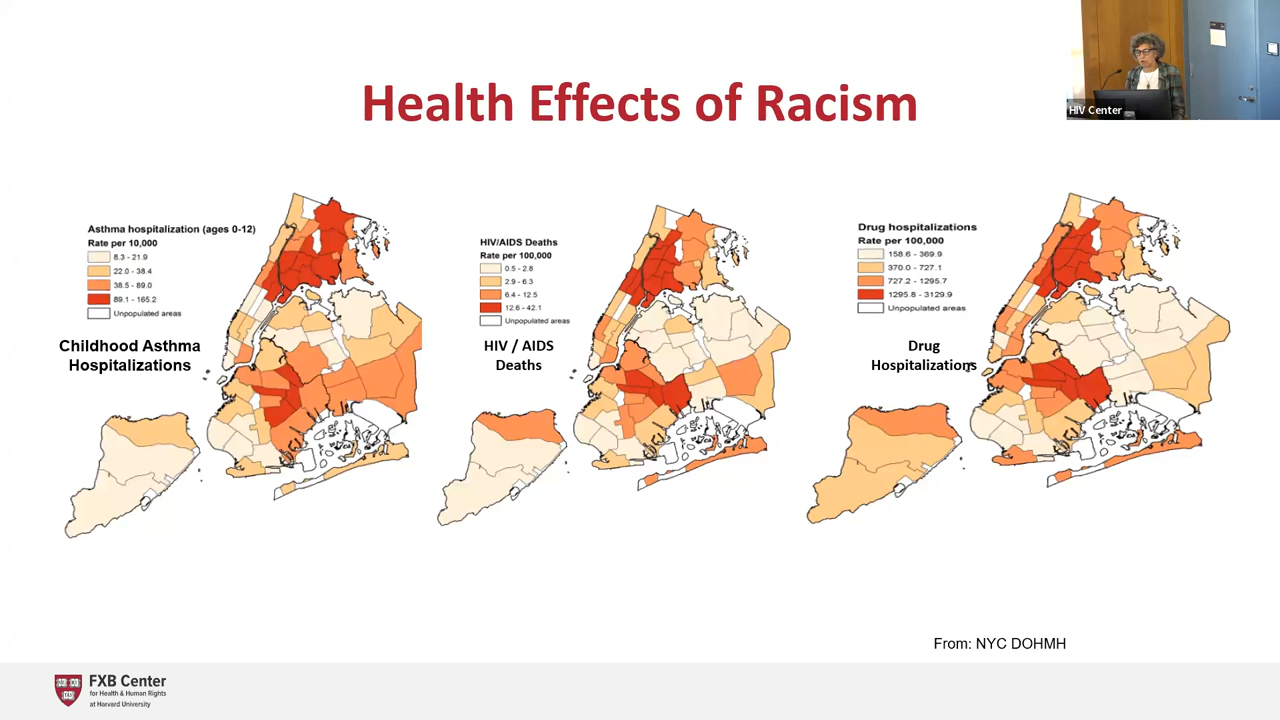 Health Effects of Racism
HIV Center
Asthma hospitalization (ages 0-12)
Rate per 10,000
8.3 - 21.9
22.0 - 38.4
38.5 - 89.0
89.1 - 165.2
Unpopulated areas
Childhood Asthma
Hospitalizations
HIV/AIDS Deaths
Rate per 100,000
0.5 - 2.8
2.9 - 6.3
6.4 - 12.5
12.6 - 42.1
Unpopulated areas
HIV / AIDS
Deaths
Drug hospitalizations
Rate per 100,000
158.6 - 369.9
370.0 - 727.1
727.2 - 1295.7
1295.8 - 3129.9
Unpopulated areas
Drug
Hospitalizations
From: NYC DOHMH
FXB Center
for Health & Human Rights
at Harvard University